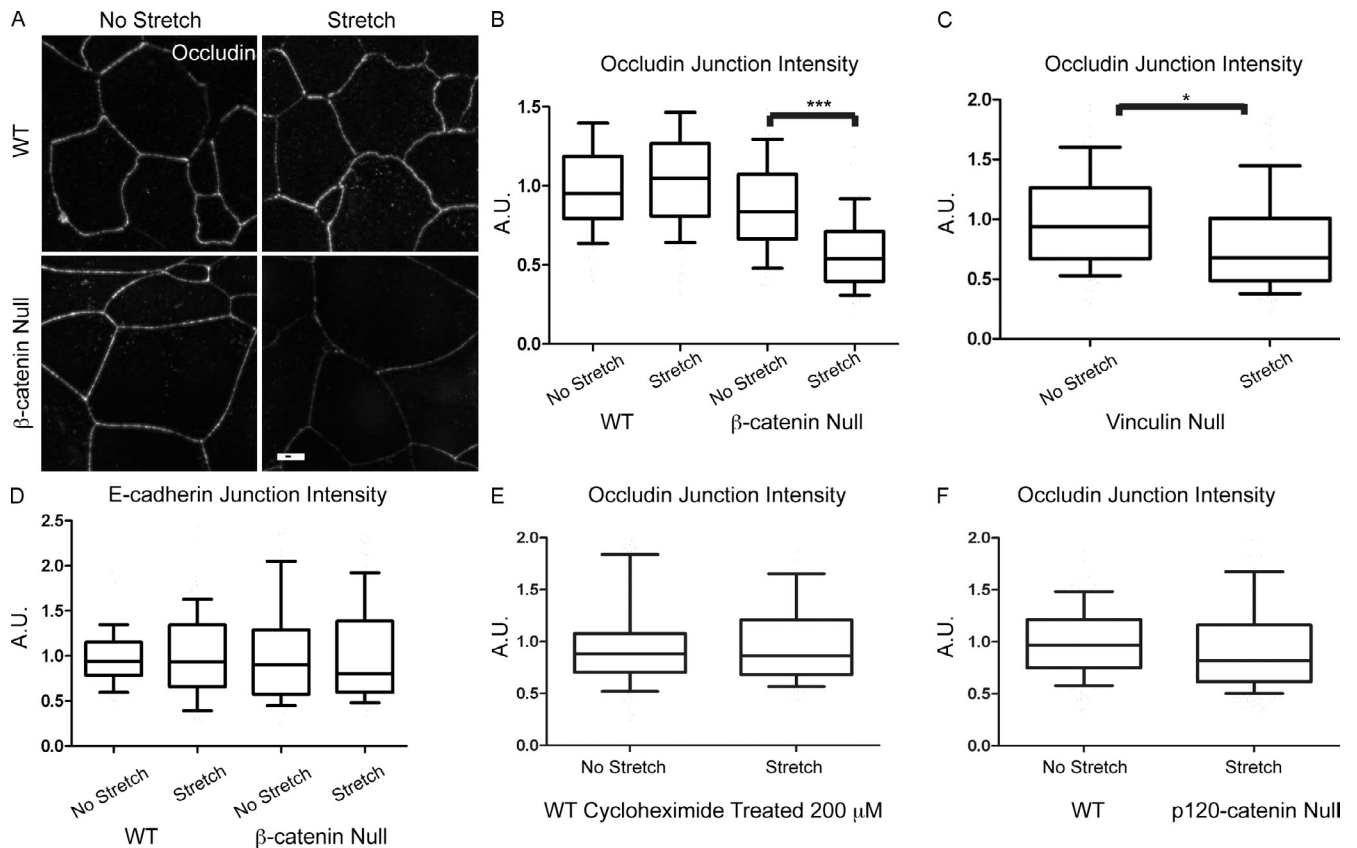 A
No Stretch
Stretch
Occludin
WT
β-catenin Null
B
Occludin Junction Intensity
A.U.
1.5
1.0
0.5
0.0
***
No Stretch
Stretch
No Stretch
Stretch
WT
β-catenin Null
C
Occludin Junction Intensity
A.U.
2.0
1.5
1.0
0.5
0.0
*
No Stretch
Stretch
Vinculin Null
D
E-cadherin Junction Intensity
A.U.
2.5
2.0
1.5
1.0
0.5
0.0
No Stretch
Stretch
No Stretch
Stretch
WT
β-catenin Null
E
Occludin Junction Intensity
A.U.
2.0
1.5
1.0
0.5
0.0
No Stretch
Stretch
WT Cycloheximide Treated 200 μM
F
Occludin Junction Intensity
A.U.
2.0
1.5
1.0
0.5
0.0
No Stretch
Stretch
WT
p120-catenin Null